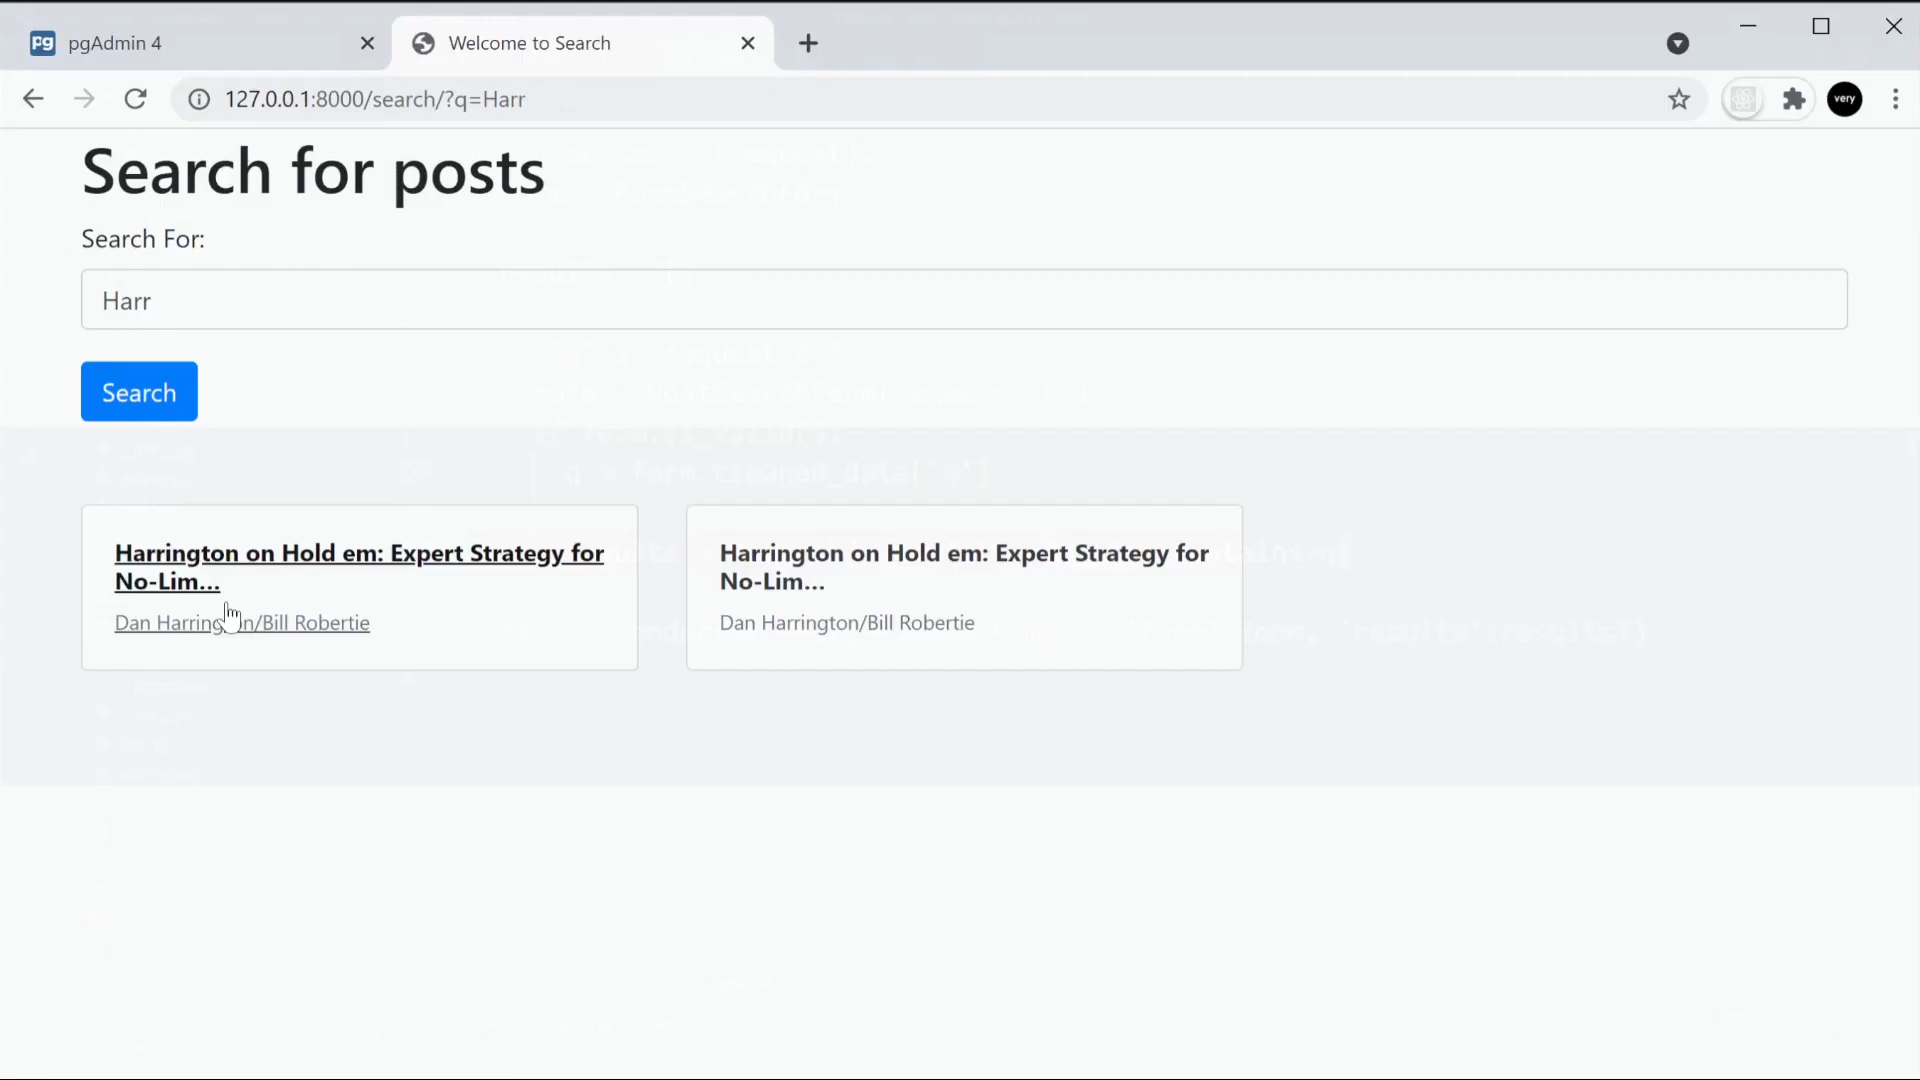 pgAdmin 4
Welcome to Search
127.0.0.1:8000/search/?q=Harr
very
Search for posts
Search For:
Harr
Search
Harrington on Hold em: Expert Strategy for
No-Lim...
Dan Harrington/Bill Robertie
Harrington on Hold em: Expert Strategy for
No-Lim...
Dan Harrington/Bill Robertie